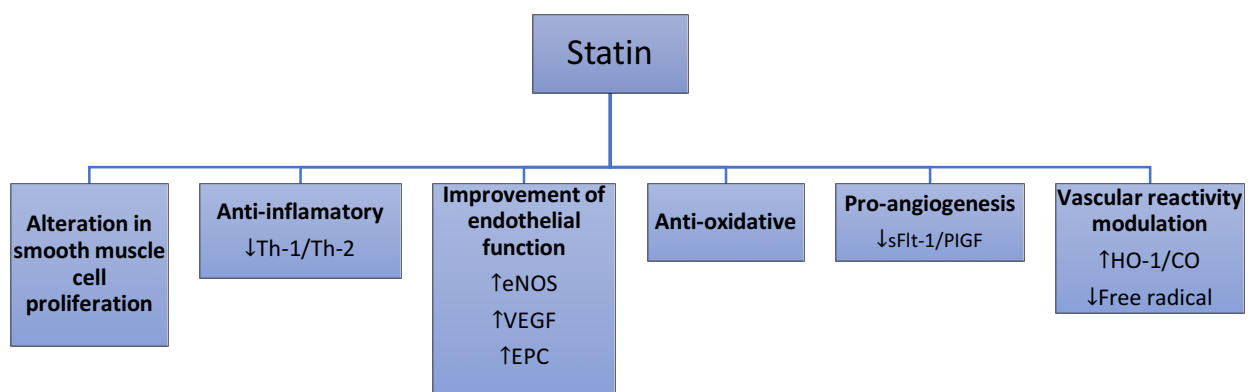 Statin
Alteration in
smooth muscle
cell
proliferation
Anti-inflamatory
↓Th-1/Th-2
Improvement of
endothelial
function
↑eNOS
↑VEGF
↑EPC
Anti-oxidative
Pro-angiogenesis
↓sFlt-1/PIGF
Vascular reactivity
modulation
↑HO-1/CO
↓Free radical